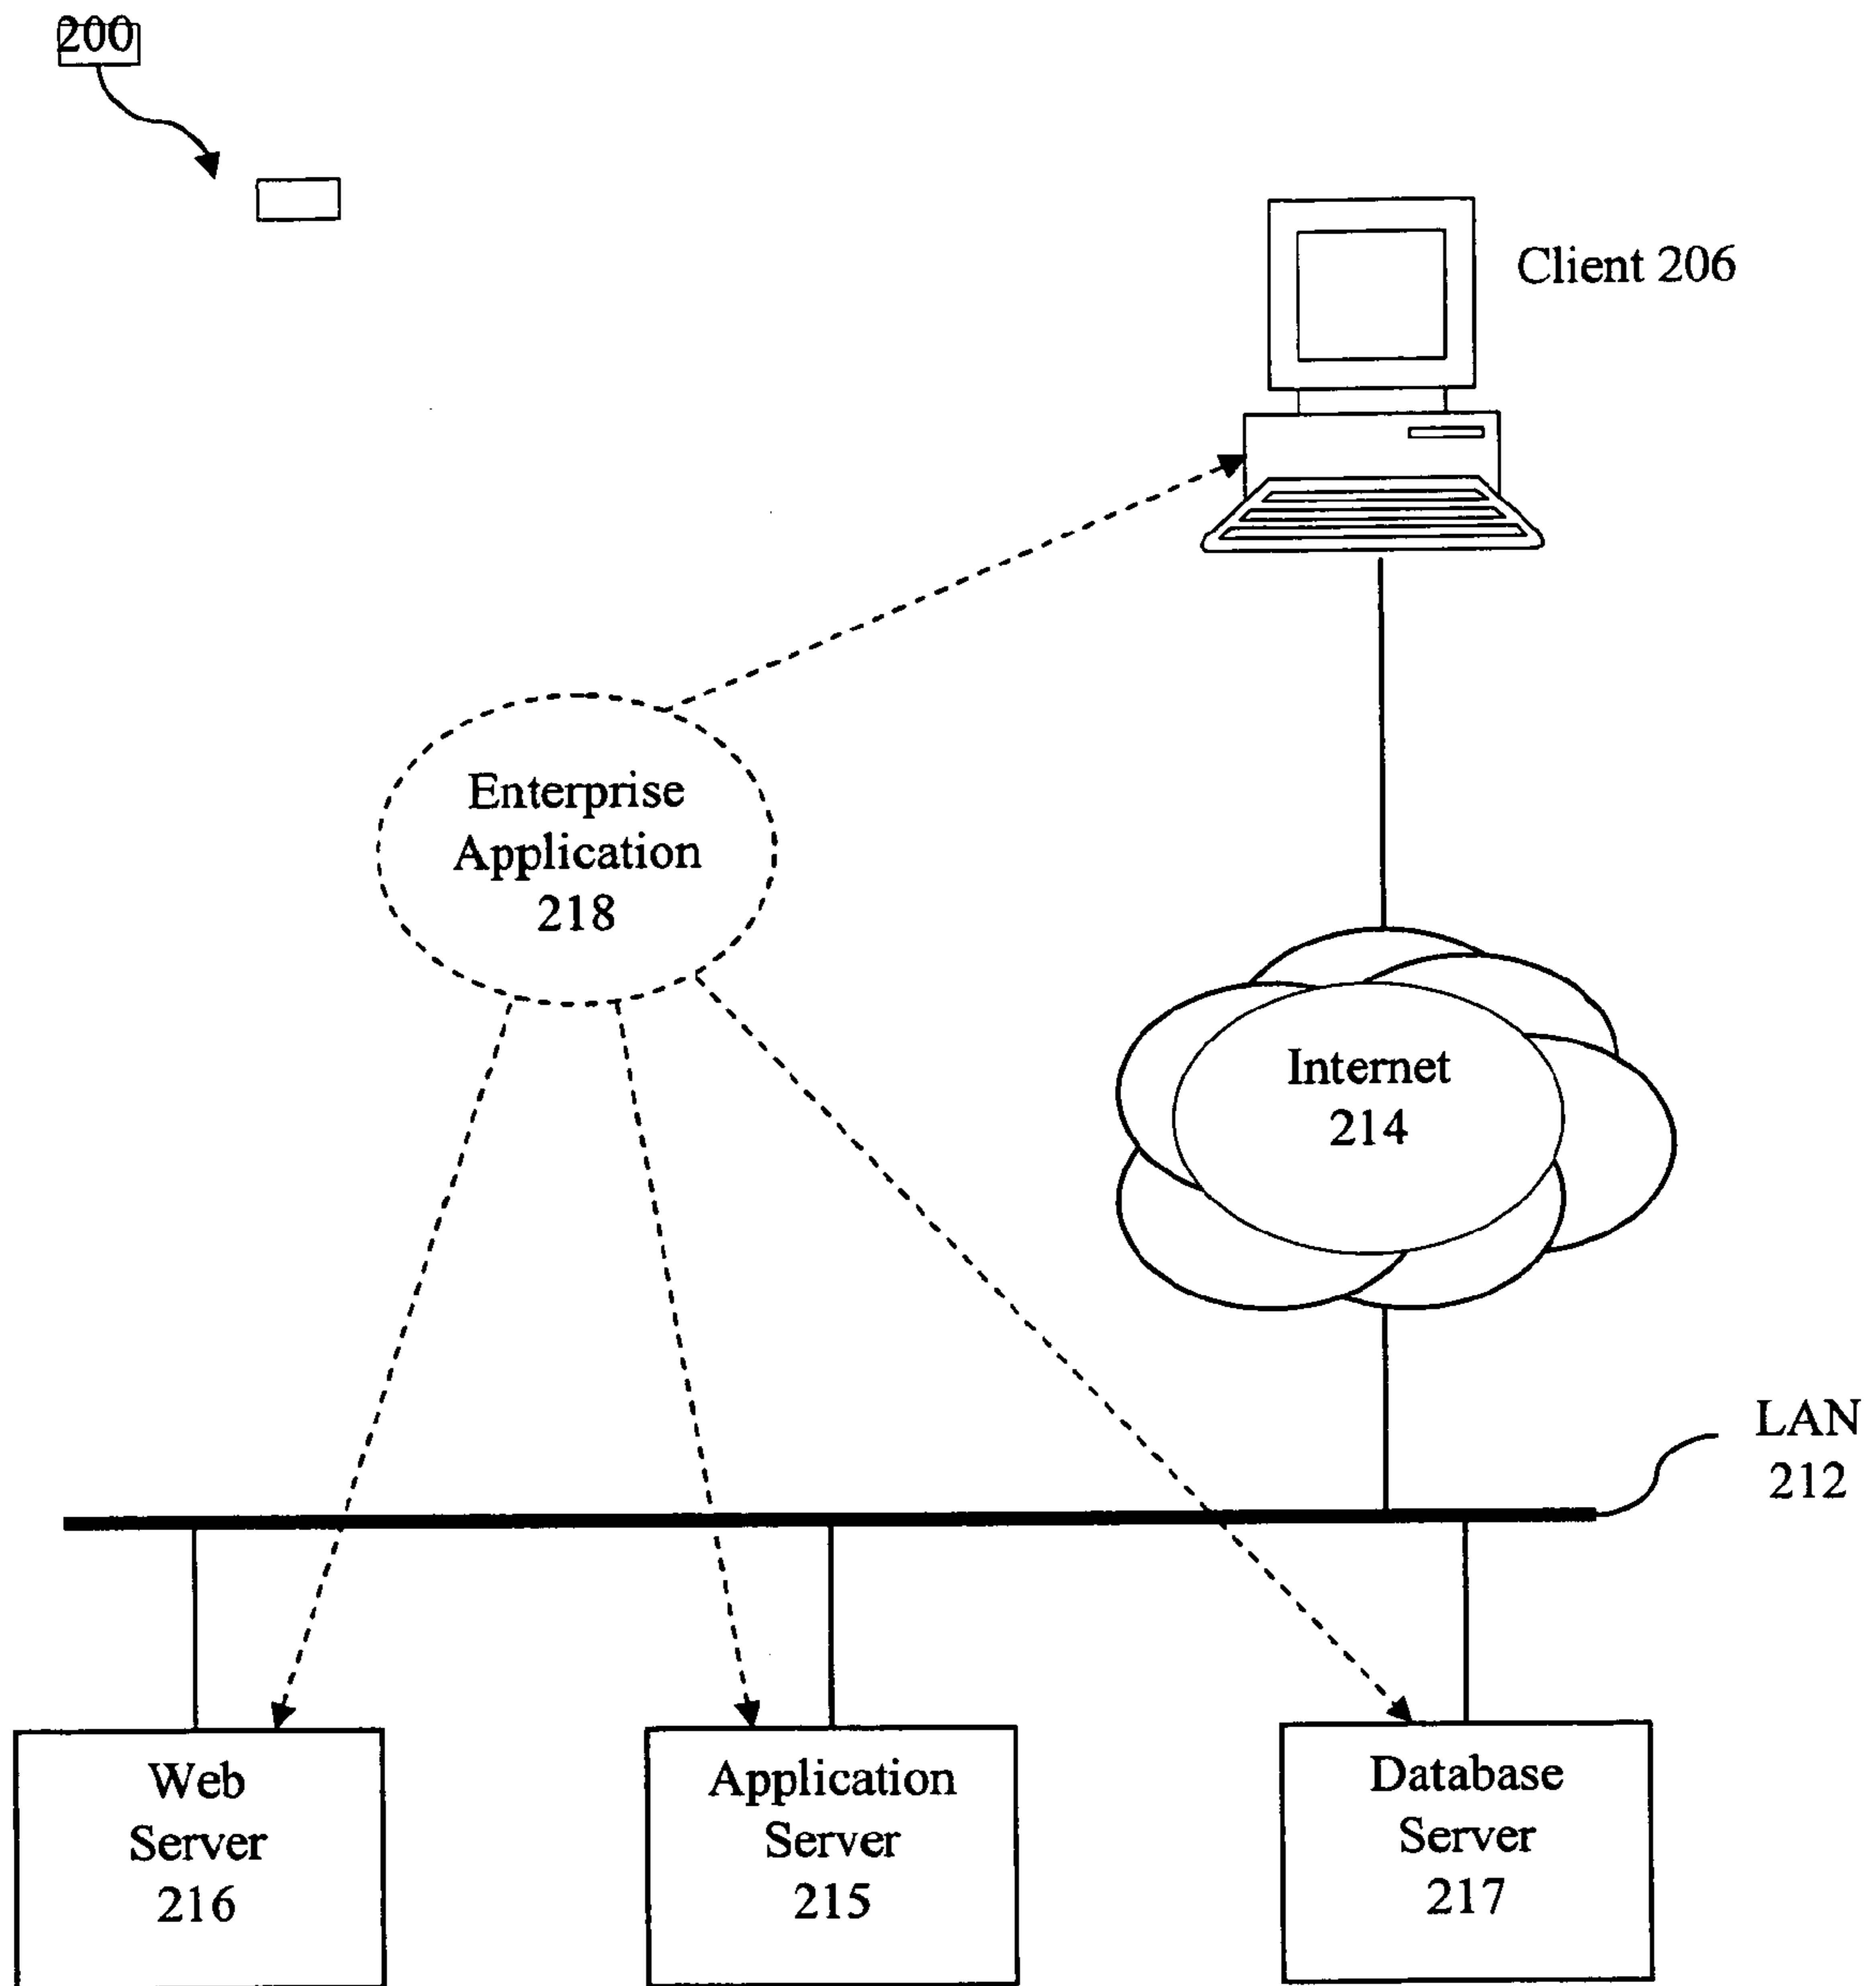 200
Client 206
Enterprise
Application
218
Internet
214
LAN
212
Web
Server
216
Application
Server
215
Database
Server
217